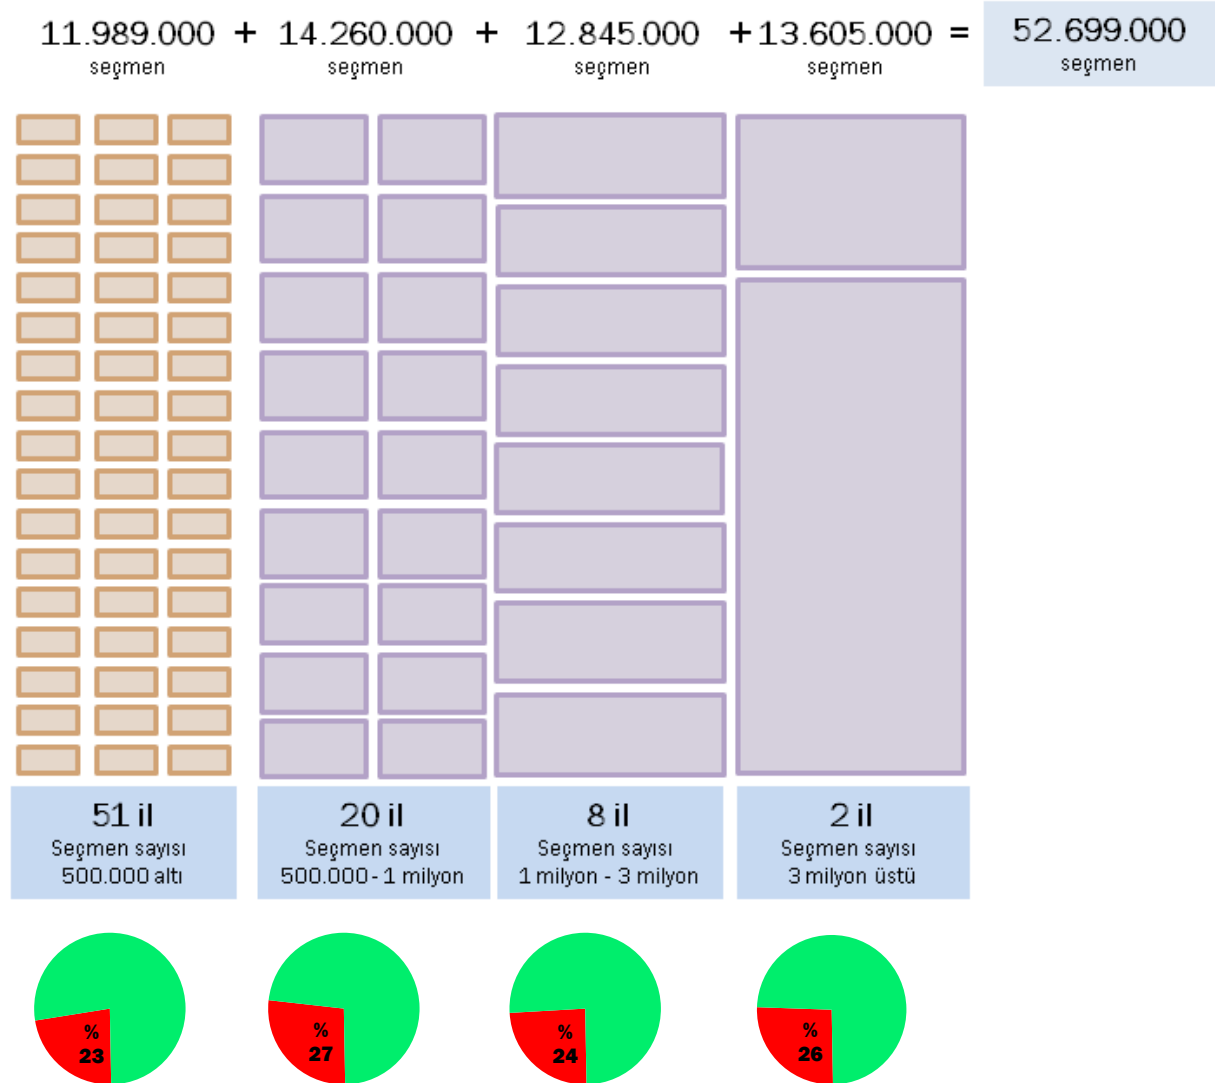 11.989.000 + 14.260.000 + 12.845.000 + 13.605.000 = 52.699.000
seçmen seçmen seçmen seçmen seçmen
51 il
Seçmen sayısı
500.000 altı
20 il
Seçmen sayısı
500.000 - 1 milyon
8 il
Seçmen sayısı
1 milyon - 3 milyon
2 il
Seçmen sayısı
3 milyon üstü
%
23
%
27
%
24
%
26